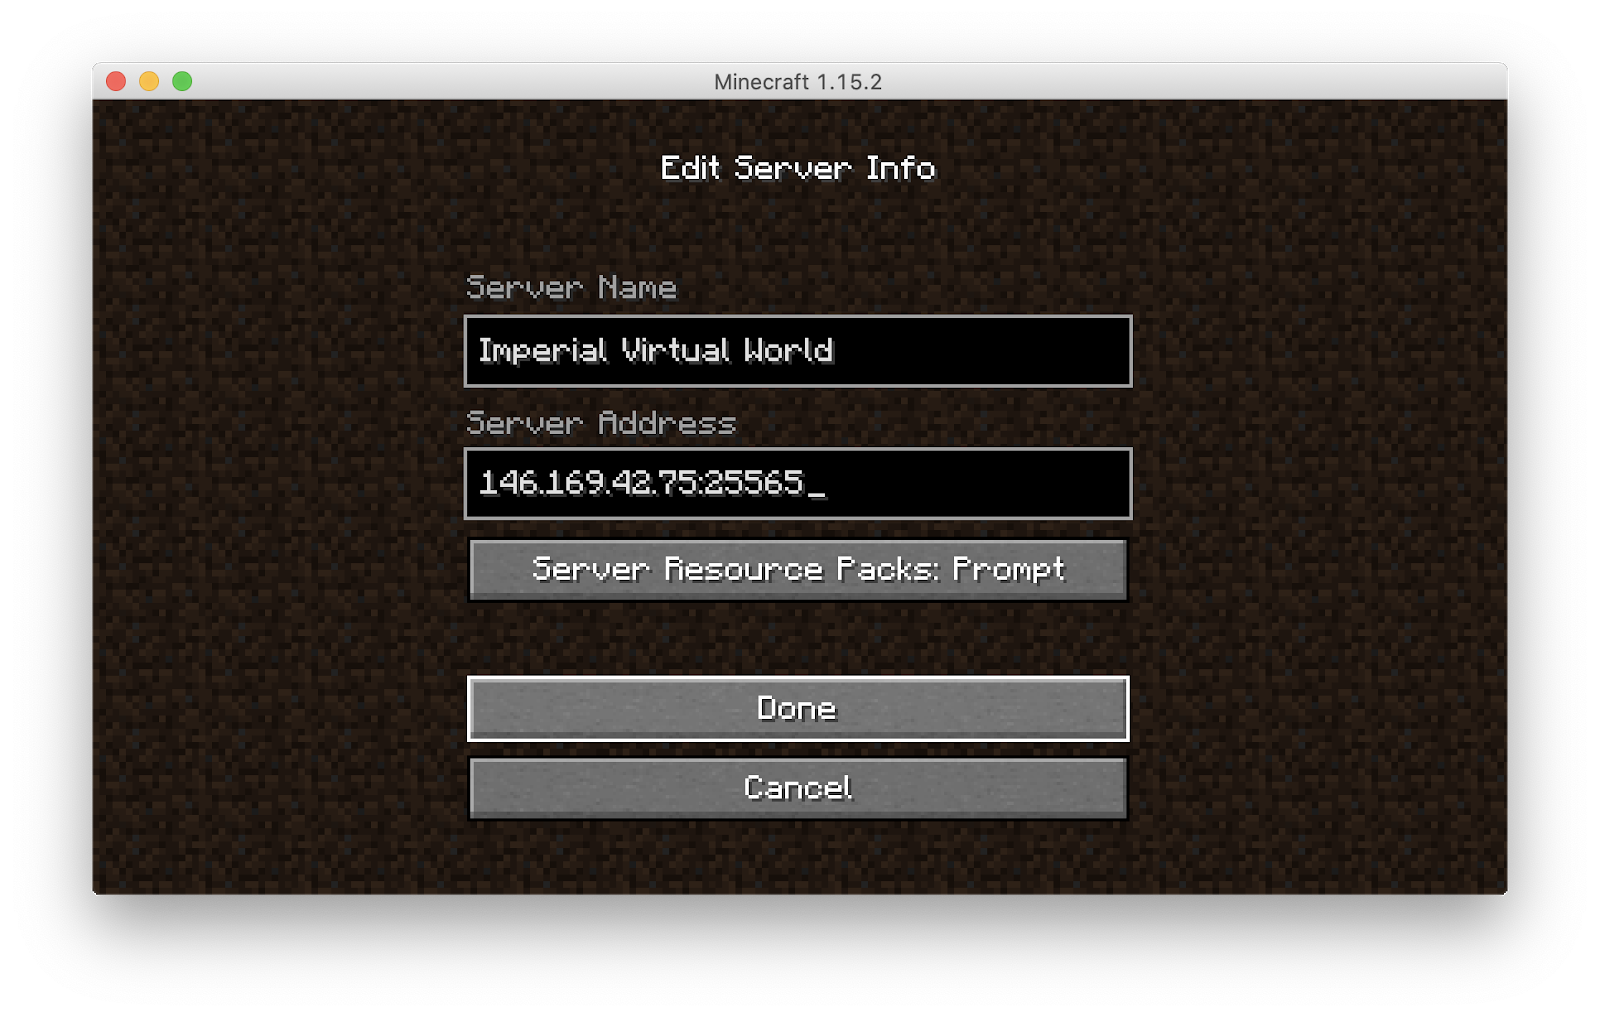 Minecraft 1.15.2
Edit Server Info
Server Name
Imperial Virtual World
Server Address
146.169.42.75:25565_
Server Resource Packs: Prompt
Done
Cancel